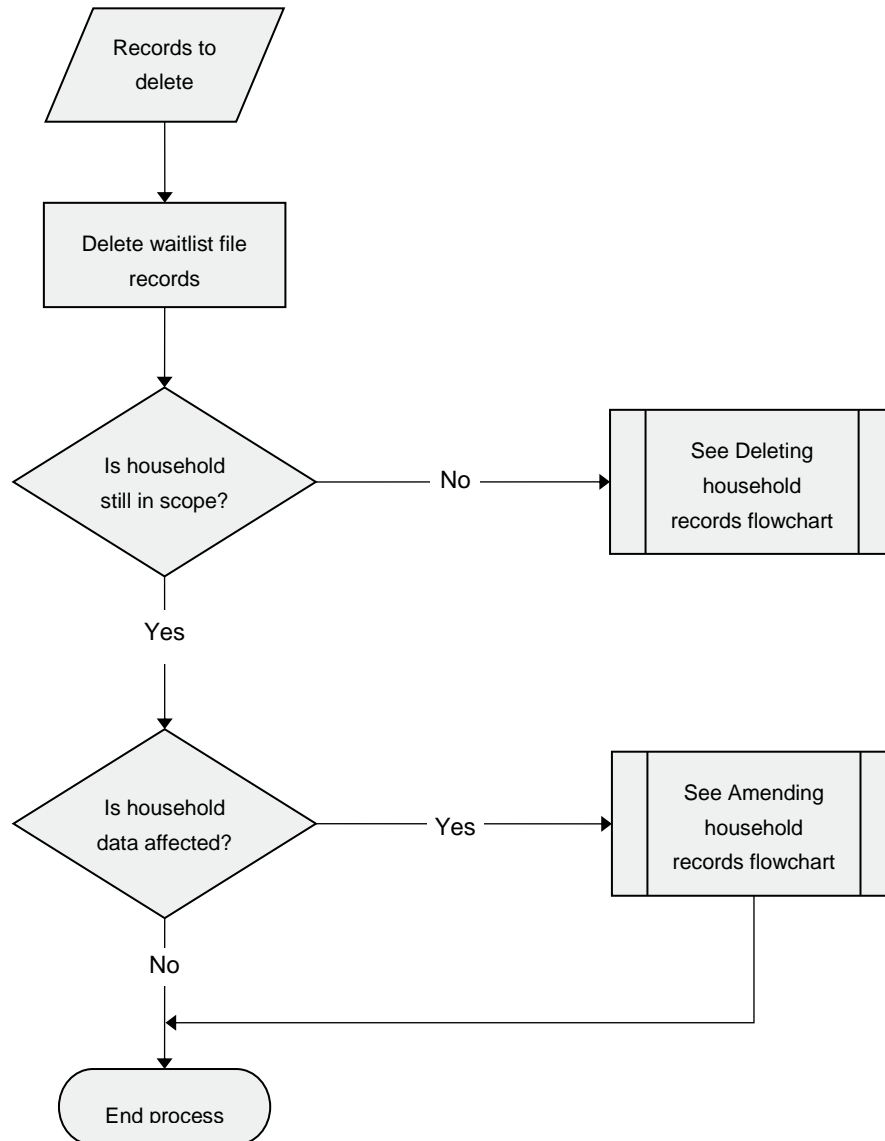 Records to
delete
Delete waitlist file
records
Is household
still in scope?
No
See Deleting
household
records flowchart
Yes
Is household
data affected?
Yes
See Amending
household
records flowchart
No
End process